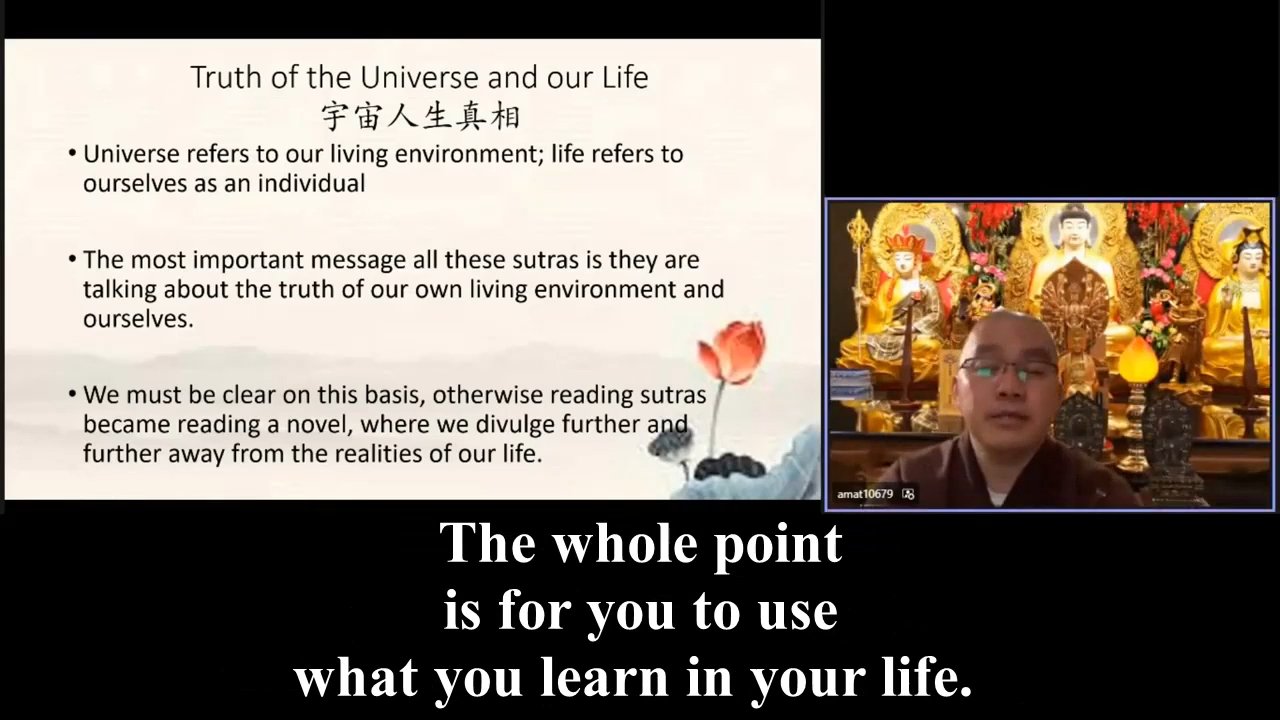 Truth of the Universe and our Life
宇宙人生真相
• Universe refers to our living environment; life refers to
ourselves as an individual
• The most important message all these sutras is they are
talking about the truth of our own living environment and
ourselves.
• We must be clear on this basis, otherwise reading sutras
became reading a novel, where we divulge further and
further away from the realities of our life.
amat10679
The whole point
is for you to use
what you learn in your life.